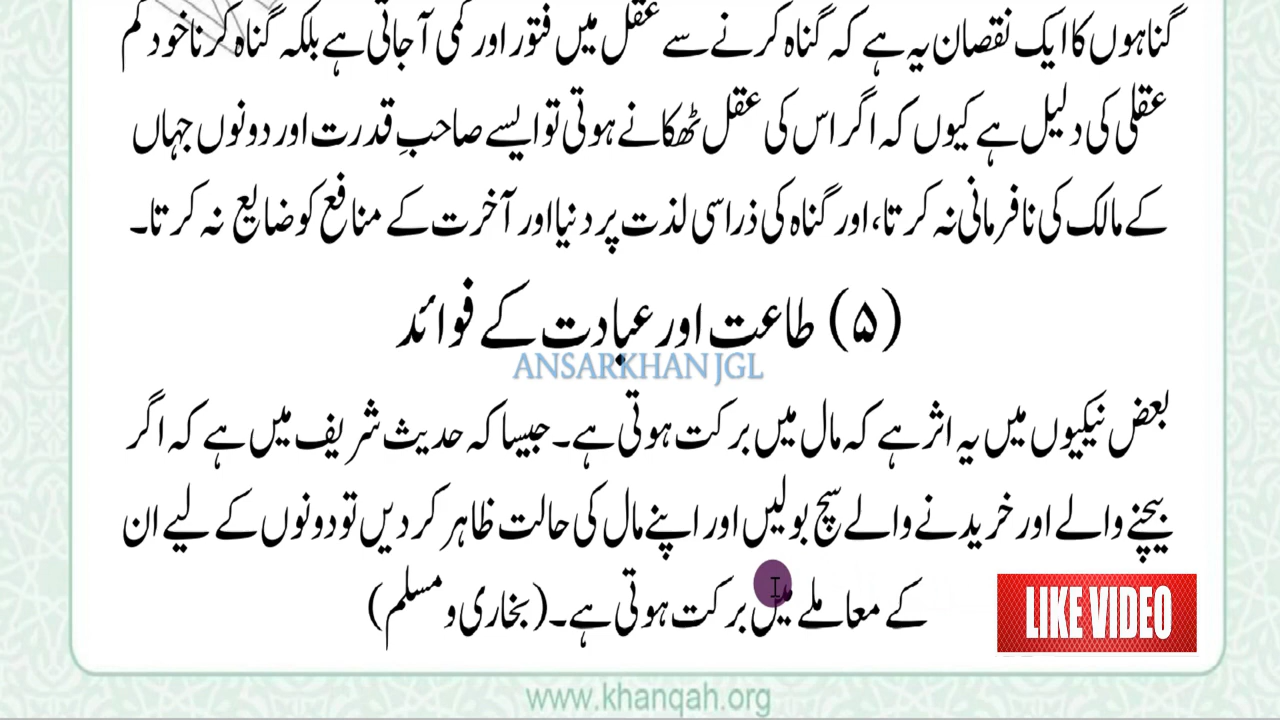 گناہوں کا ایک نقصان یہ ہے کہ گناہ کرنے سے عقل میں فتور اور کمی آجاتی ہے بلکہ گناہ کرنا خود کم
عقلی کی دلیل ہے کیوں کہ اگر اس کی عقل ٹھکانے ہوتی تو ایسے صاحبِ قدرت اور دونوں جہاں
کے مالک کی نافرمانی نہ کرتا، اور گناہ کی ذرا سی لذت پر دنیا اور آخرت کے منافع کو ضایع نہ کرتا۔
(۵) طاعت اور عبادت کے فوائد
ANSARKHAN JGL
بعض نیکیوں میں یہ اثر ہے کہ مال میں برکت ہوتی ہے۔ جیسا کہ حدیث شریف میں ہے کہ اگر
بیچنے والے اور خریدنے والے سچ بولیں اور اپنے مال کی حالت ظاہر کردیں تو دونوں کے لیے ان
کے معاملے میں برکت ہوتی ہے۔ (بخاری و مسلم)
LIKE VIDEO
www.khanqah.org